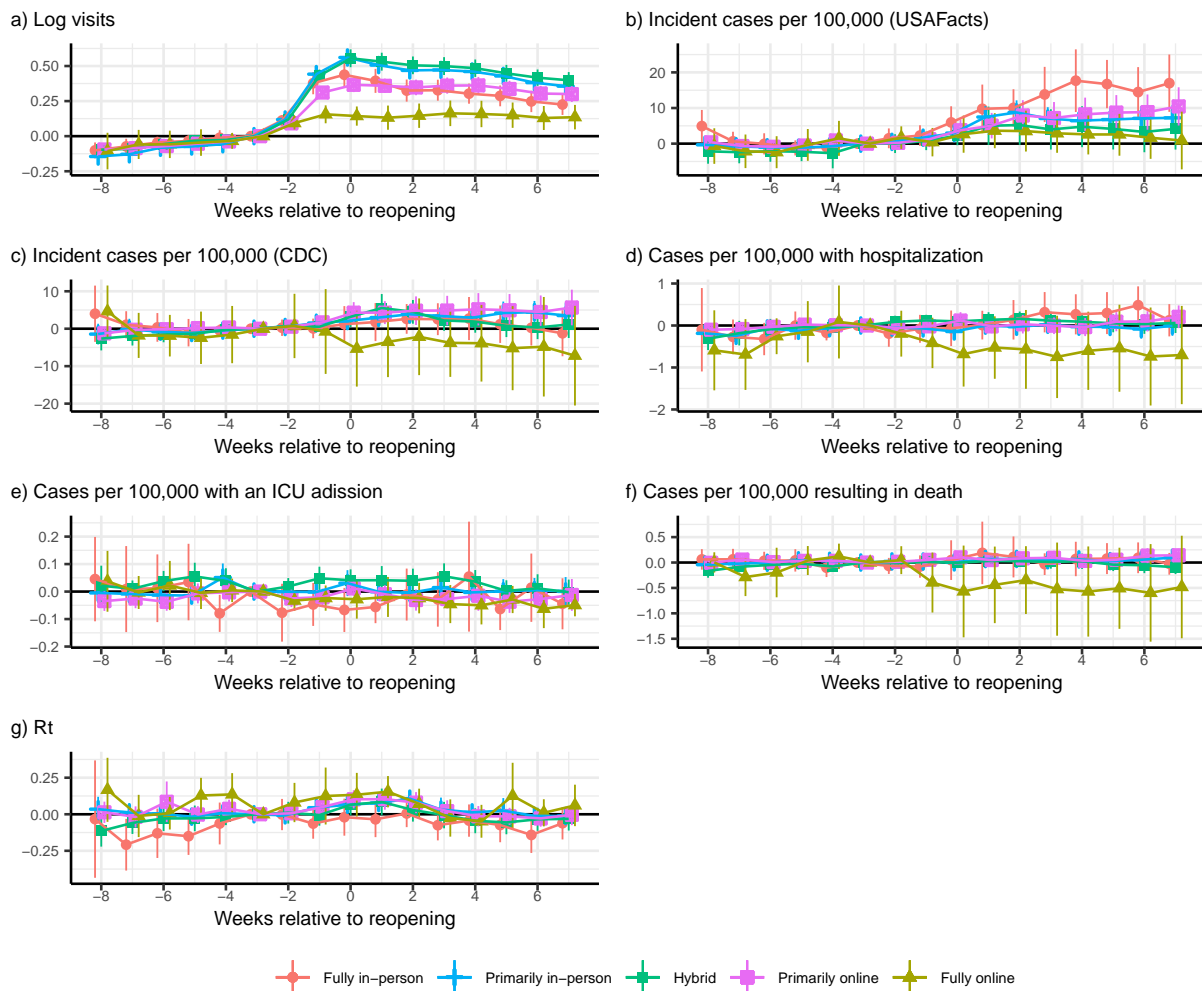 a) Log visits
0.50
0.25
0.00
−0.25
−8 −6 −4 −2 0 2 4 6
Weeks relative to reopening
b) Incident cases per 100,000 (USAFacts)
20
10
0
−8 −6 −4 −2 0 2 4 6
Weeks relative to reopening
c) Incident cases per 100,000 (CDC)
10
0
−10
−20
−8 −6 −4 −2 0 2 4 6
Weeks relative to reopening
d) Cases per 100,000 with hospitalization
1
0
−1
−2
−8 −6 −4 −2 0 2 4 6
Weeks relative to reopening
e) Cases per 100,000 with an ICU adission
0.2
0.1
0.0
−0.1
−0.2
−8 −6 −4 −2 0 2 4 6
Weeks relative to reopening
f) Cases per 100,000 resulting in death
0.5
0.0
−0.5
−1.0
−1.5
−8 −6 −4 −2 0 2 4 6
Weeks relative to reopening
g) Rt
0.25
0.00
−0.25
−8 −6 −4 −2 0 2 4 6
Weeks relative to reopening
Fully in−person Primarily in−person Hybrid Primarily online Fully online